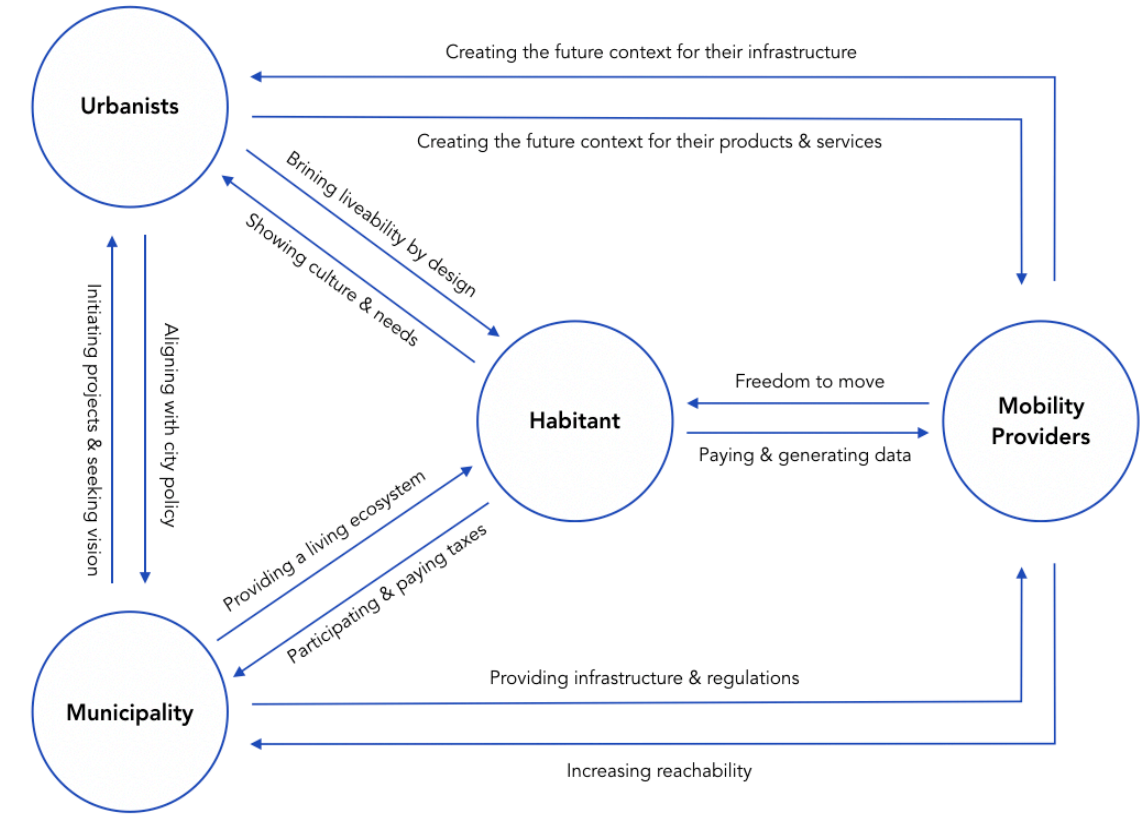 Creating the future context for their infrastructure
Urbanists
Creating the future context for their products & services
Brining liveability by design
Showing culture & needs
Initiating projects & seeking vision
Aligning with city policy
Habitant
Freedom to move
Paying & generating data
Mobility
Providers
Providing a living ecosystem
Participating & paying taxes
Municipality
Providing infrastructure & regulations
Increasing reachability